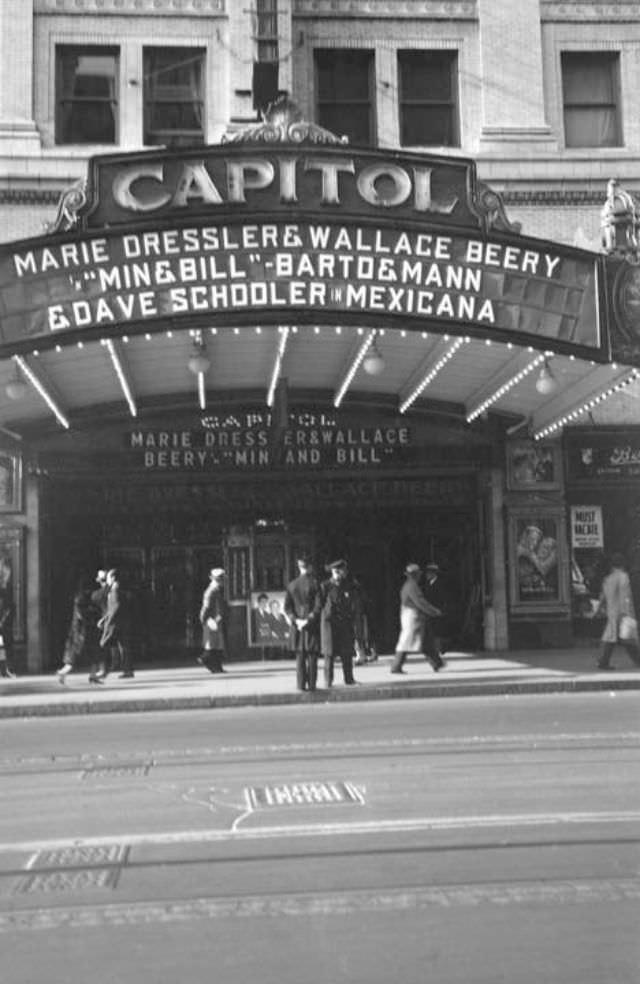 CAPITOL
MARIE DRESSLER & WALLACE BEERY
IN "MIN & BILL" - BARTO & MANN
& DAVE SCHOOLER IN MEXICANA
CAPITOL
MARIE DRESSLER & WALLACE
BEERY IN "MIN AND BILL"
MUST
VACATE